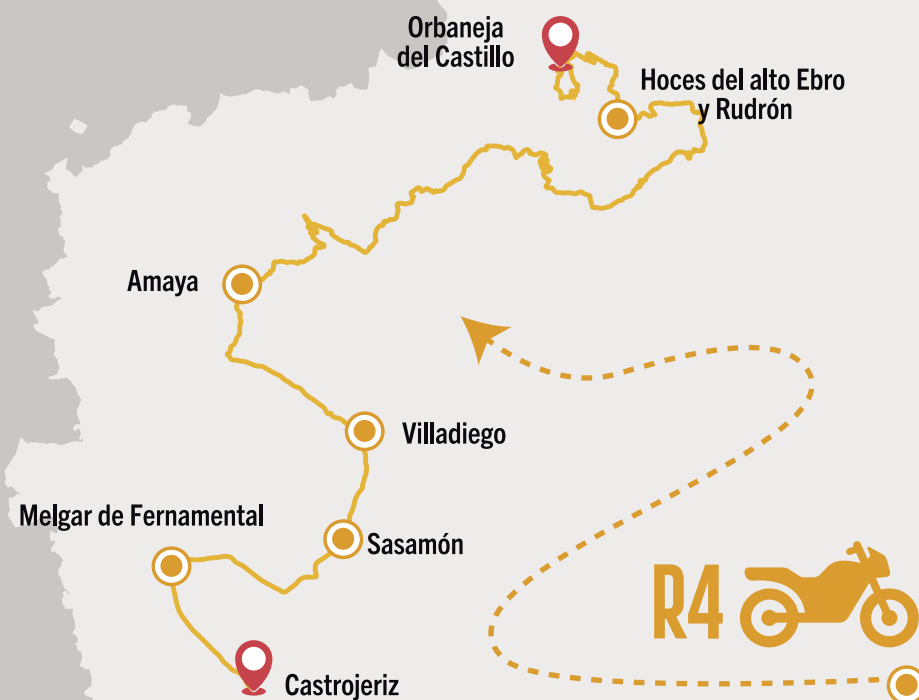 Orbaneja
del Castillo
Hoces del alto Ebro
y Rudrón
Amaya
Villadiego
Melgar de Fernamental
Sasamón
R4
Castrojeriz